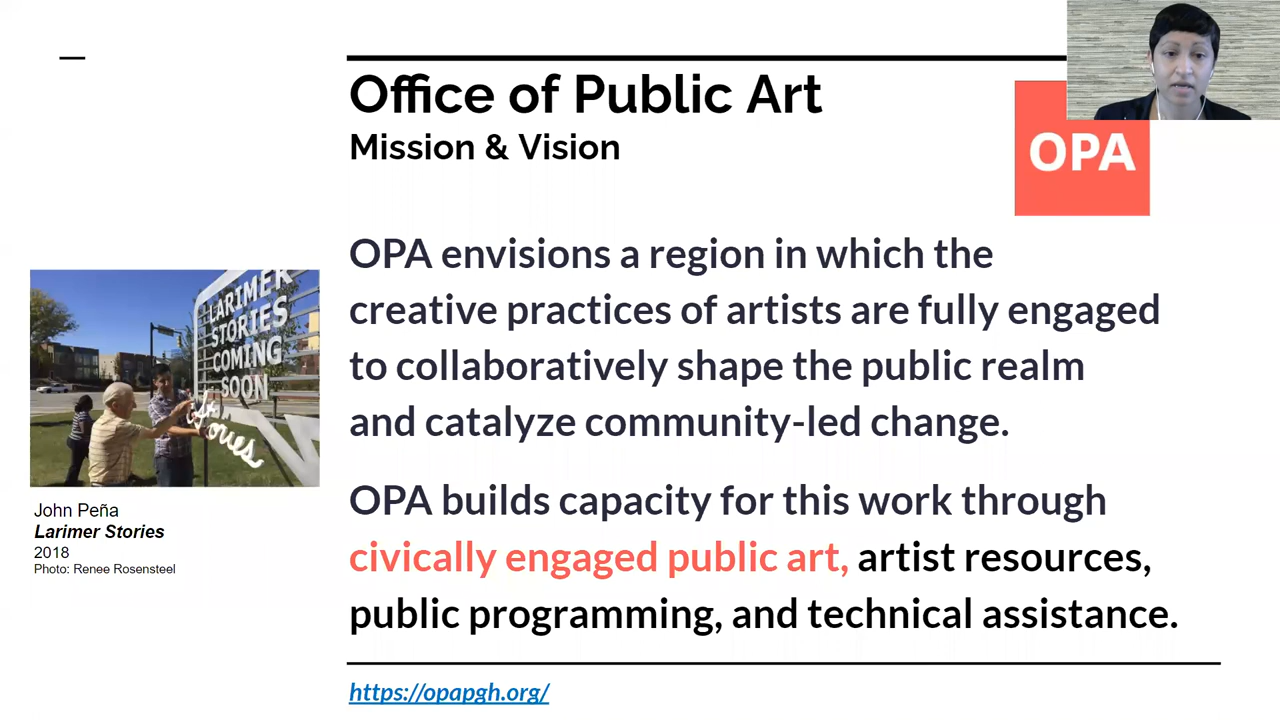 Office of Public Art
Mission & Vision
OPA
OPA envisions a region in which the
creative practices of artists are fully engaged
to collaboratively shape the public realm
and catalyze community-led change.
LARIMER
STORIES
COMING
SOON
Stories
John Peña
Larimer Stories
2018
Photo: Renee Rosensteel
OPA builds capacity for this work through
civically engaged public art, artist resources,
public programming, and technical assistance.
https://opapgh.org/